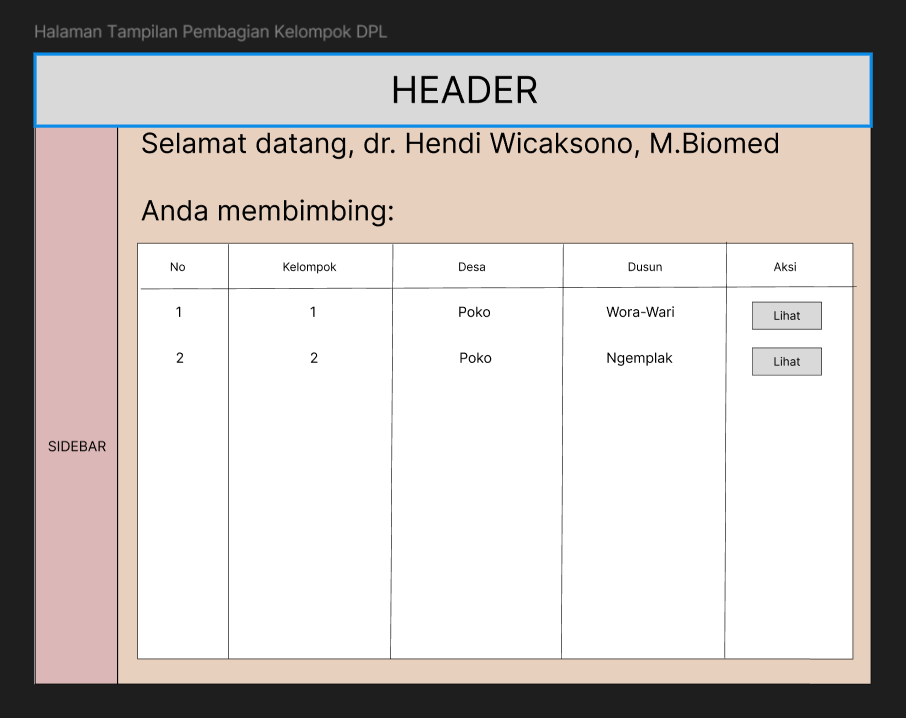 Halaman Tampilan Pembagian Kelompok DPL
HEADER
Selamat datang, dr. Hendi Wicaksono, M.Biomed
Anda membimbing:
No Kelompok Desa Dusun Aksi
1 1 Poko Wora-Wari Lihat
2 2 Poko Ngemplak Lihat
SIDEBAR